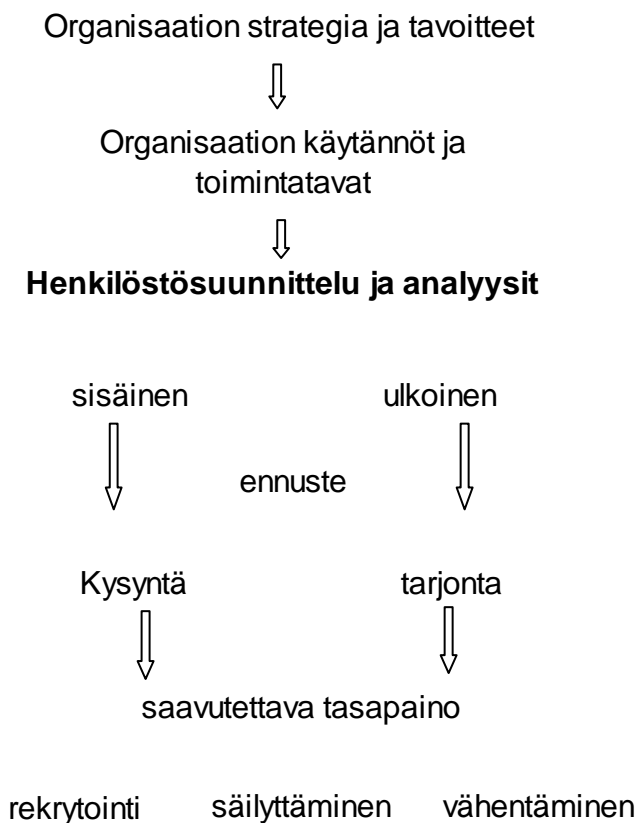 Organisaation strategia ja tavoitteet
Organisaation käytännöt ja
toimintatavat
Henkilöstösuunnittelu ja analyysit
sisäinen ulkoinen
ennuste
Kysyntä tarjonta
saavutettava tasapaino
rekrytointi säilyttäminen vähentäminen